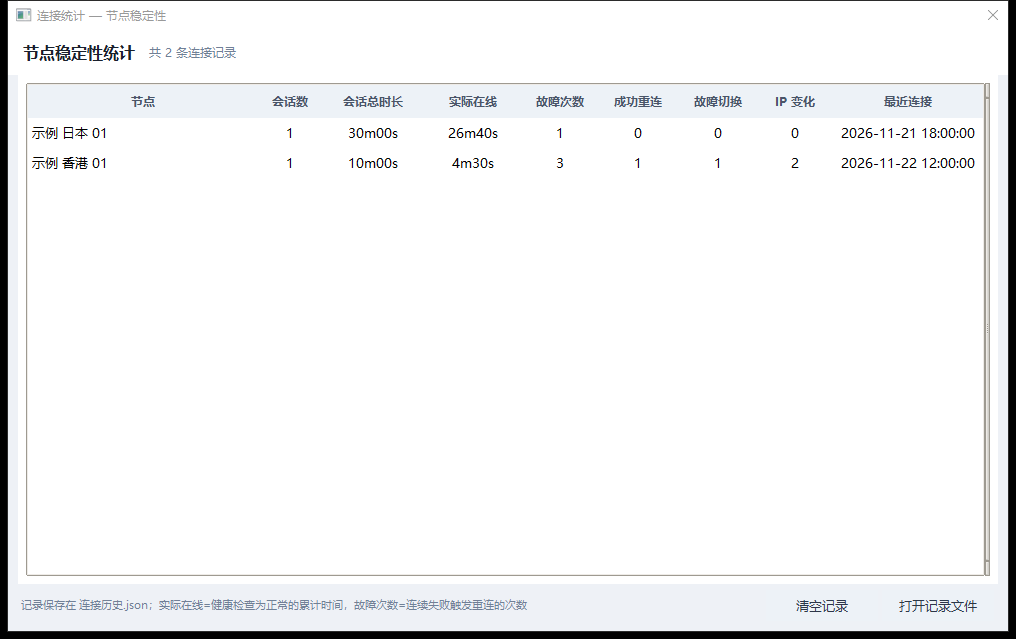 连接统计 — 节点稳定性
节点稳定性统计 共 2 条连接记录
节点 会话数 会话总时长 实际在线 故障次数 成功重连 故障切换 IP 变化 最近连接
示例 日本 01 1 30m00s 26m40s 1 0 0 0 2026-11-21 18:00:00
示例 香港 01 1 10m00s 4m30s 3 1 1 2 2026-11-22 12:00:00
记录保存在 连接历史.json；实际在线=健康检查为正常的累计时间，故障次数=连续失败触发重连的次数 清空记录 打开记录文件